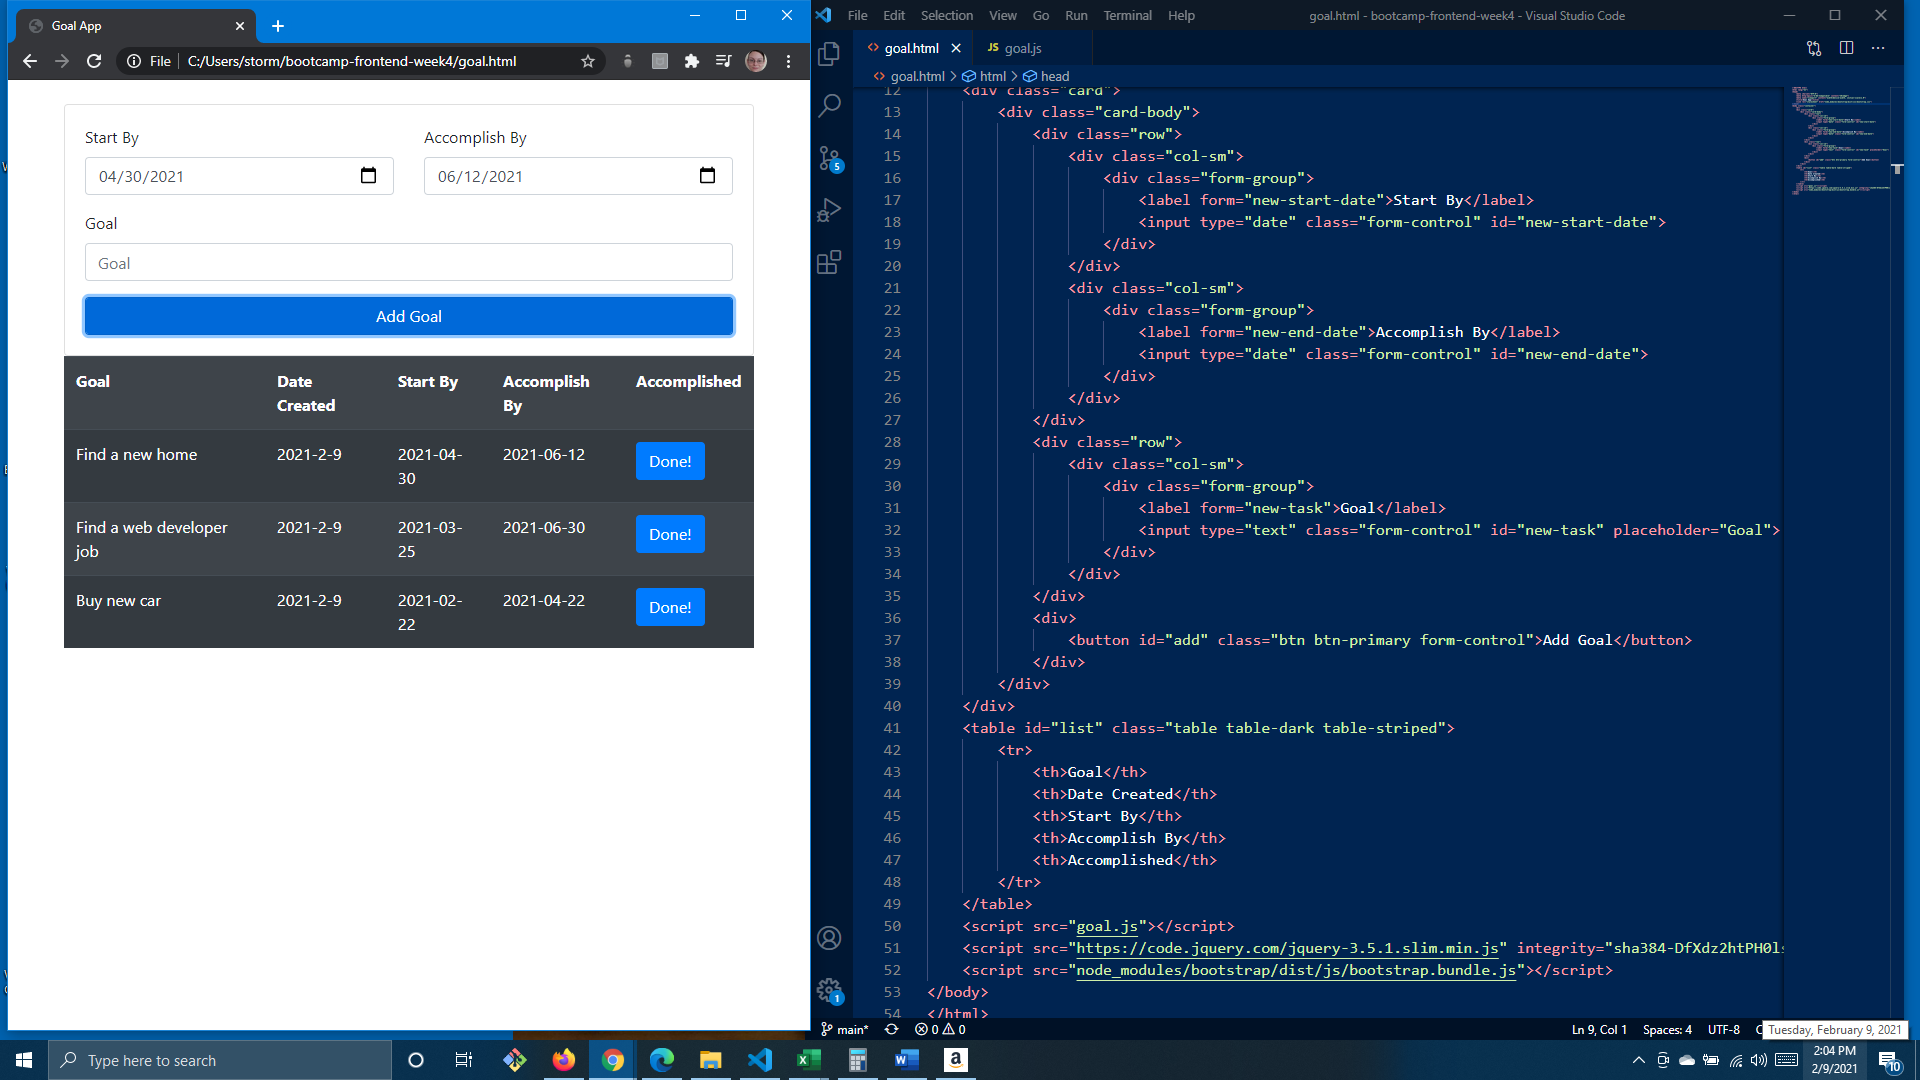 Goal App
File
C:/Users/storm/bootcamp-frontend-week4/goal.html
Start By
Accomplish By
04/30/2021
06/12/2021
Goal
Goal
Add Goal
Goal
Date Created
Start By
Accomplish By
Accomplished
Find a new home
2021-2-9
2021-04-30
2021-06-12
Done!
Find a web developer job
2021-2-9
2021-03-25
2021-06-30
Done!
Buy new car
2021-2-9
2021-02-22
2021-04-22
Done!
File Edit Selection View Go Run Terminal Help
goal.html - bootcamp-frontend-week4 - Visual Studio Code
<> goal.html
JS goal.js
<> goal.html > html > head
5
1
12 <div class="card">
13 <div class="card-body">
14 <div class="row">
15 <div class="col-sm">
16 <div class="form-group">
17 <label form="new-start-date">Start By</label>
18 <input type="date" class="form-control" id="new-start-date">
19 </div>
20 </div>
21 <div class="col-sm">
22 <div class="form-group">
23 <label form="new-end-date">Accomplish By</label>
24 <input type="date" class="form-control" id="new-end-date">
25 </div>
26 </div>
27 </div>
28 <div class="row">
29 <div class="col-sm">
30 <div class="form-group">
31 <label form="new-task">Goal</label>
32 <input type="text" class="form-control" id="new-task" placeholder="Goal">
33 </div>
34 </div>
35 </div>
36 <div>
37 <button id="add" class="btn btn-primary form-control">Add Goal</button>
38 </div>
39 </div>
40 </div>
41 <table id="list" class="table table-dark table-striped">
42 <tr>
43 <th>Goal</th>
44 <th>Date Created</th>
45 <th>Start By</th>
46 <th>Accomplish By</th>
47 <th>Accomplished</th>
48 </tr>
49 </table>
50 <script src="goal.js"></script>
51 <script src="https://code.jquery.com/jquery-3.5.1.slim.min.js" integrity="sha384-DfXdz2htPH0ls
52 <script src="node_modules/bootstrap/dist/js/bootstrap.bundle.js"></script>
53 </body>
54 </html>
main* 0 0
Ln 9, Col 1 Spaces: 4 UTF-8
Tuesday, February 9, 2021
Type here to search
2:04 PM
2/9/2021
10